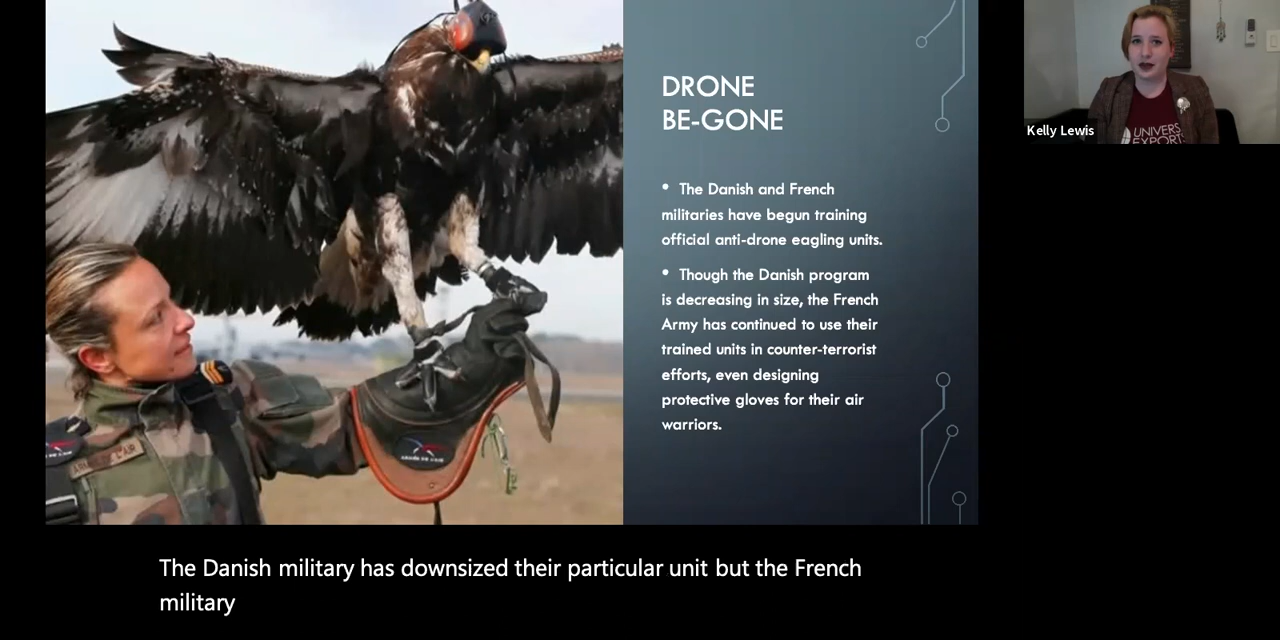 DRONE
BE-GONE
• The Danish and French
militaries have begun training
official anti-drone eagling units.
• Though the Danish program
is decreasing in size, the French
Army has continued to use their
trained units in counter-terrorist
efforts, even designing
protective gloves for their air
warriors.
Kelly Lewis
UNIVERS
EXPORT
The Danish military has downsized their particular unit but the French
military